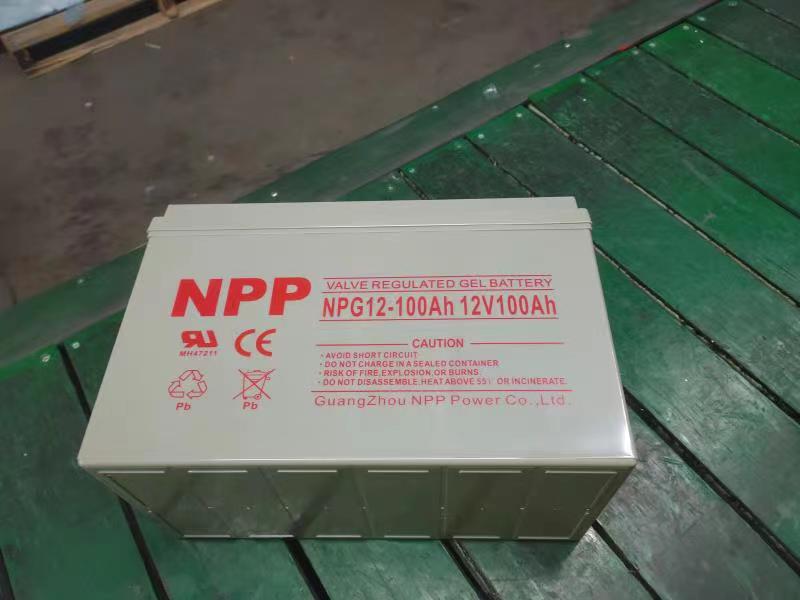 NPP
VALVE REGULATED GEL BATTERY
NPG12-100Ah 12V100Ah
MH47211
CE
Pb
Pb
CAUTION
• AVOID SHORT CIRCUIT
• DO NOT CHARGE IN A SEALED CONTAINER
• RISK OF FIRE,EXPLOSION,OR BURNS.
• DO NOT DISASSEMBLE,HEAT ABOVE 55℃ OR INCINERATE.
GuangZhou NPP Power Co.,Ltd.